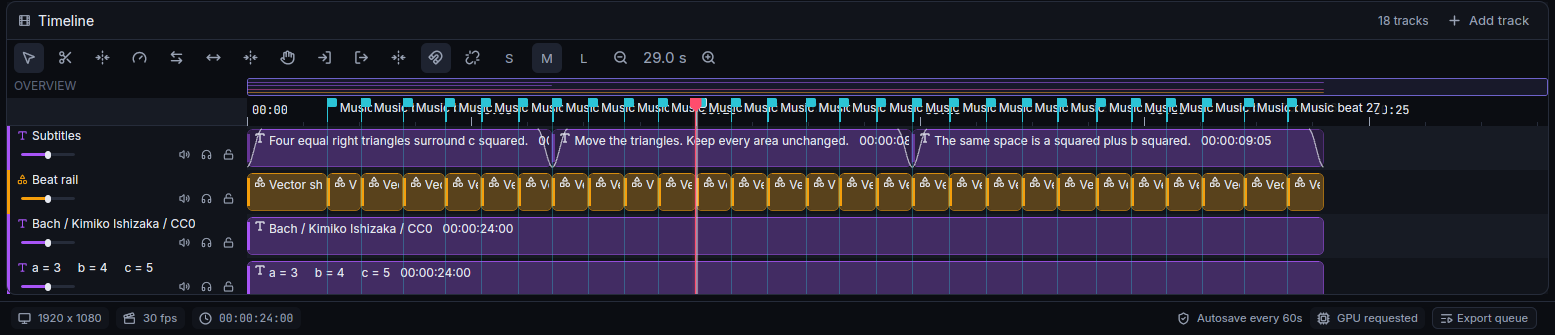 Timeline
18 tracks
Add track
S M L 29.0 s
OVERVIEW
00:00
Music beat 27
Subtitles
Four equal right triangles surround c squared.
Move the triangles. Keep every area unchanged.
The same space is a squared plus b squared. 00:00:09:05
Beat rail
Vector sh
Bach / Kimiko Ishizaka / CC0
Bach / Kimiko Ishizaka / CC0 00:00:24:00
a = 3 b = 4 c = 5
a = 3 b = 4 c = 5 00:00:24:00
1920 x 1080
30 fps
00:00:24:00
Autosave every 60s
GPU requested
Export queue